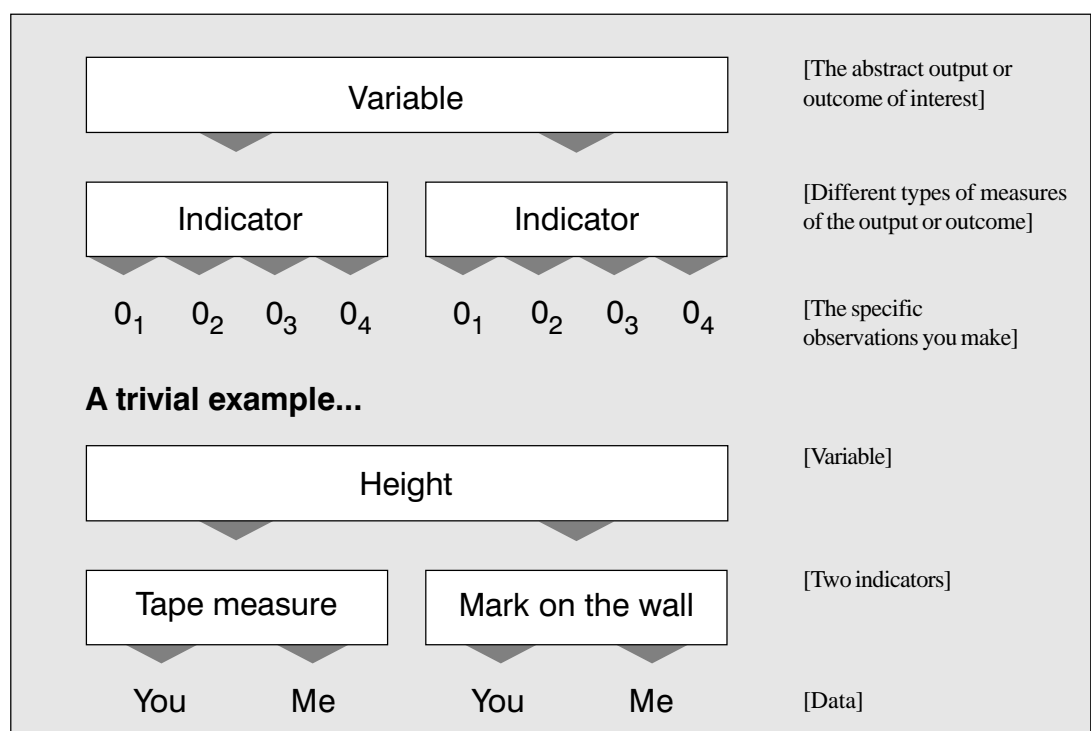 Variable
[The abstract output or
outcome of interest]
Indicator Indicator
[Different types of measures
of the output or outcome]
0₁ 0₂ 0₃ 0₄ 0₁ 0₂ 0₃ 0₄
[The specific
observations you make]
A trivial example...
Height
[Variable]
Tape measure Mark on the wall
[Two indicators]
You Me You Me
[Data]